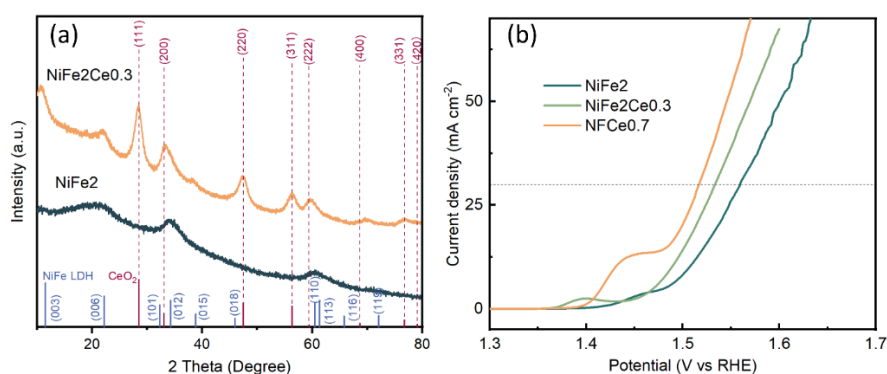 (a)
(111)
(200)
(220)
(311)
(222)
(400)
(331)
(420)
NiFe2Ce0.3
NiFe2
NiFe LDH
CeO₂
(003)
(006)
(101)
(012)
(015)
(018)
(110)
(113)
(116)
(119)
20
40
60
80
2 Theta (Degree)
Intensity (a.u.)
(b)
NiFe2
NiFe2Ce0.3
NFCe0.7
50
25
0
1.3
1.4
1.5
1.6
1.7
Potential (V vs RHE)
Current density (mA cm⁻²)